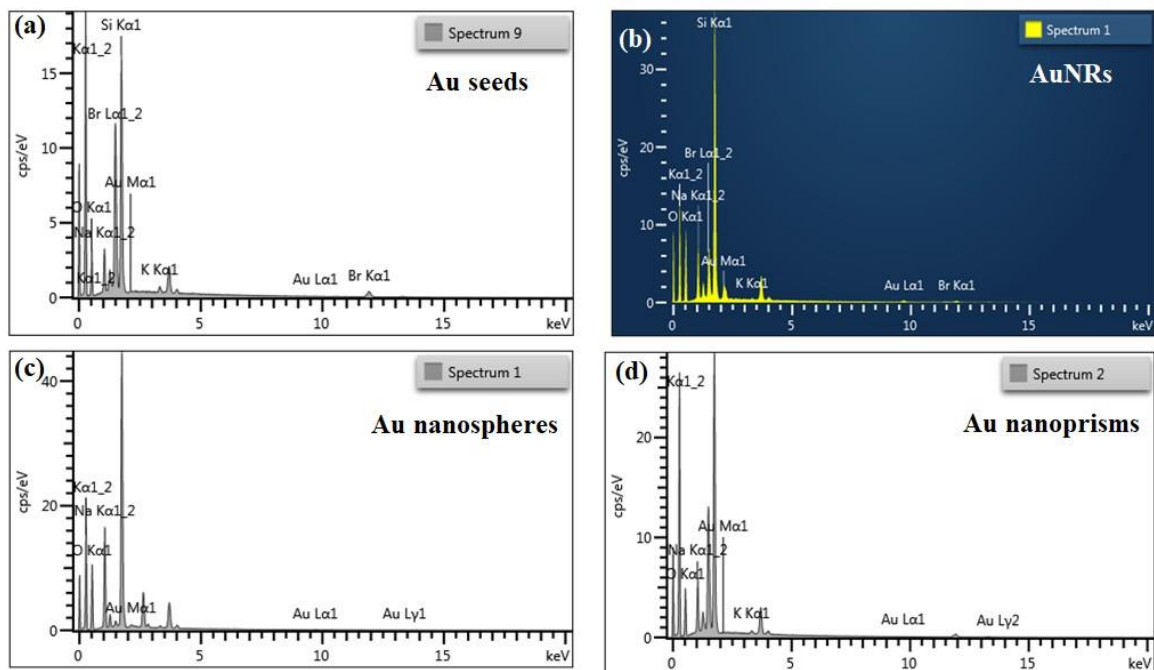 (a)
Si Kα1
Spectrum 9
Kα1_2
Au seeds
15
Br Lα1_2
10
cps/eV
Au Mα1
5
O Kα1
Na Kα1_2
Kα1_2
K Kα1
Au Lα1
Br Kα1
0
0
5
10
15
keV
(b)
Si Kα1
Spectrum 1
AuNRs
30
20
cps/eV
Br Lα1_2
Kα1_2
Na Kα1_2
10
O Kα1
Au Mα1
K Kα1
Au Lα1
Br Kα1
0
0
5
10
15
keV
(c)
Spectrum 1
40
Au nanospheres
cps/eV
Kα1_2
20
Na Kα1_2
O Kα1
Au Mα1
Au Lα1
Au Lγ1
0
0
5
10
15
keV
(d)
Spectrum 2
Kα1_2
Au nanoprisms
20
cps/eV
Au Mα1
10
Na Kα1_2
O Kα1
K Kα1
Au Lα1
Au Lγ2
0
0
5
10
15
keV